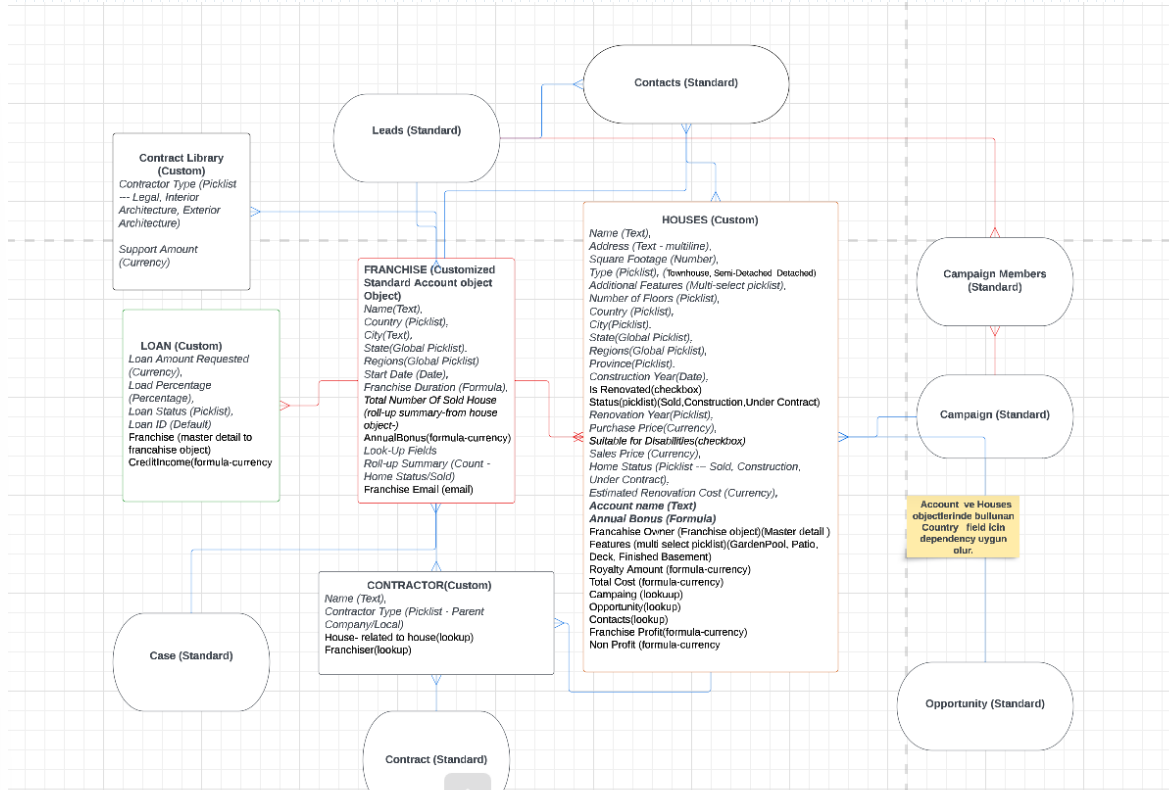 Contacts (Standard)
Leads (Standard)
Contract Library
(Custom)
Contractor Type (Picklist
--- Legal, Interior
Architecture, Exterior
Architecture)
Support Amount
(Currency)
HOUSES (Custom)
Name (Text),
Address (Text - multiline),
Square Footage (Number),
Type (Picklist), (Townhouse, Semi-Detached Detached)
Additional Features (Multi-select picklist),
Number of Floors (Picklist),
Country (Picklist),
City(Picklist).
State(Global Picklist),
Regions(Global Picklist),
Province(Picklist).
Construction Year(Date),
Is Renovated(checkbox)
Status(picklist)(Sold,Construction,Under Contract)
Renovation Year(Picklist),
Purchase Price(Currency),
Suitable for Disabilities(checkbox)
Sales Price (Currency),
Home Status (Picklist --- Sold, Construction,
Under Contract),
Estimated Renovation Cost (Currency),
Account name (Text)
Annual Bonus (Formula)
Francahise Owner (Franchise object)(Master detail )
Features (multi select picklist)(GardenPool, Patio,
Deck, Finished Basement)
Royalty Amount (formula-currency)
Total Cost (formula-currency)
Campaing (lookuup)
Opportunity(lookup)
Contacts(lookup)
Franchise Profit(formula-currency)
Non Profit (formula-currency
Campaign Members
(Standard)
FRANCHISE (Customized
Standard Account object
Object)
Name(Text),
Country (Picklist),
City(Text),
State(Global Picklist).
Regions(Global Picklist)
Start Date (Date),
Franchise Duration (Formula),
Total Number Of Sold House
(roll-up summary-from house
object-)
AnnualBonus(formula-currency)
Look-Up Fields
Roll-up Summary (Count -
Home Status/Sold)
Franchise Email (email)
LOAN (Custom)
Loan Amount Requested
(Currency),
Load Percentage
(Percentage),
Loan Status (Picklist),
Loan ID (Default)
Franchise (master detail to
francahise object)
CreditIncome(formula-currency
Campaign (Standard)
Account ve Houses
objectlerinde bullunan
Country field icin
dependency uygun
olur.
CONTRACTOR(Custom)
Name (Text),
Contractor Type (Picklist - Parent
Company/Local)
House- related to house(lookup)
Franchiser(lookup)
Case (Standard)
Opportunity (Standard)
Contract (Standard)